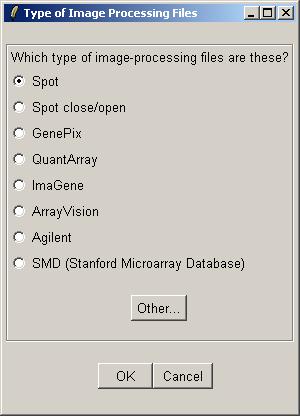 Type of Image Processing Files
Which type of image-processing files are these?
Spot
Spot close/open
GenePix
QuantArray
ImaGene
ArrayVision
Agilent
SMD (Stanford Microarray Database)
Other...
OK Cancel